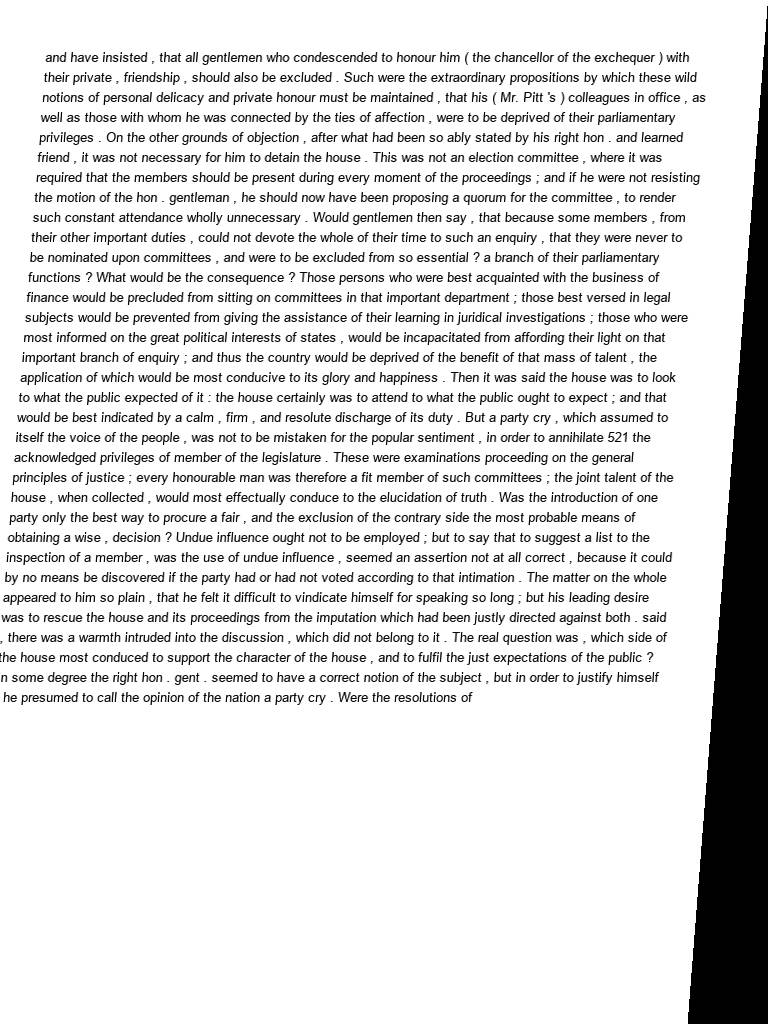 and have insisted , that all gentlemen who condescended to honour him ( the chancellor of the exchequer ) with
their private , friendship , should also be excluded . Such were the extraordinary propositions by which these wild
notions of personal delicacy and private honour must be maintained , that his ( Mr. Pitt 's ) colleagues in office , as
well as those with whom he was connected by the ties of affection , were to be deprived of their parliamentary
privileges . On the other grounds of objection , after what had been so ably stated by his right hon . and learned
friend , it was not necessary for him to detain the house . This was not an election committee , where it was
required that the members should be present during every moment of the proceedings ; and if he were not resisting
the motion of the hon . gentleman , he should now have been proposing a quorum for the committee , to render
such constant attendance wholly unnecessary . Would gentlemen then say , that because some members , from
their other important duties , could not devote the whole of their time to such an enquiry , that they were never to
be nominated upon committees , and were to be excluded from so essential ? a branch of their parliamentary
functions ? What would be the consequence ? Those persons who were best acquainted with the business of
finance would be precluded from sitting on committees in that important department ; those best versed in legal
subjects would be prevented from giving the assistance of their learning in juridical investigations ; those who were
most informed on the great political interests of states , would be incapacitated from affording their light on that
important branch of enquiry ; and thus the country would be deprived of the benefit of that mass of talent , the
application of which would be most conducive to its glory and happiness . Then it was said the house was to look
to what the public expected of it : the house certainly was to attend to what the public ought to expect ; and that
would be best indicated by a calm , firm , and resolute discharge of its duty . But a party cry , which assumed to
itself the voice of the people , was not to be mistaken for the popular sentiment , in order to annihilate 521 the
acknowledged privileges of member of the legislature . These were examinations proceeding on the general
principles of justice ; every honourable man was therefore a fit member of such committees ; the joint talent of the
house , when collected , would most effectually conduce to the elucidation of truth . Was the introduction of one
party only the best way to procure a fair , and the exclusion of the contrary side the most probable means of
obtaining a wise , decision ? Undue influence ought not to be employed ; but to say that to suggest a list to the
inspection of a member , was the use of undue influence , seemed an assertion not at all correct , because it could
by no means be discovered if the party had or had not voted according to that intimation . The matter on the whole
appeared to him so plain , that he felt it difficult to vindicate himself for speaking so long ; but his leading desire
was to rescue the house and its proceedings from the imputation which had been justly directed against both . said
, there was a warmth intruded into the discussion , which did not belong to it . The real question was , which side of
the house most conduced to support the character of the house , and to fulfil the just expectations of the public ?
n some degree the right hon . gent . seemed to have a correct notion of the subject , but in order to justify himself
he presumed to call the opinion of the nation a party cry . Were the resolutions of